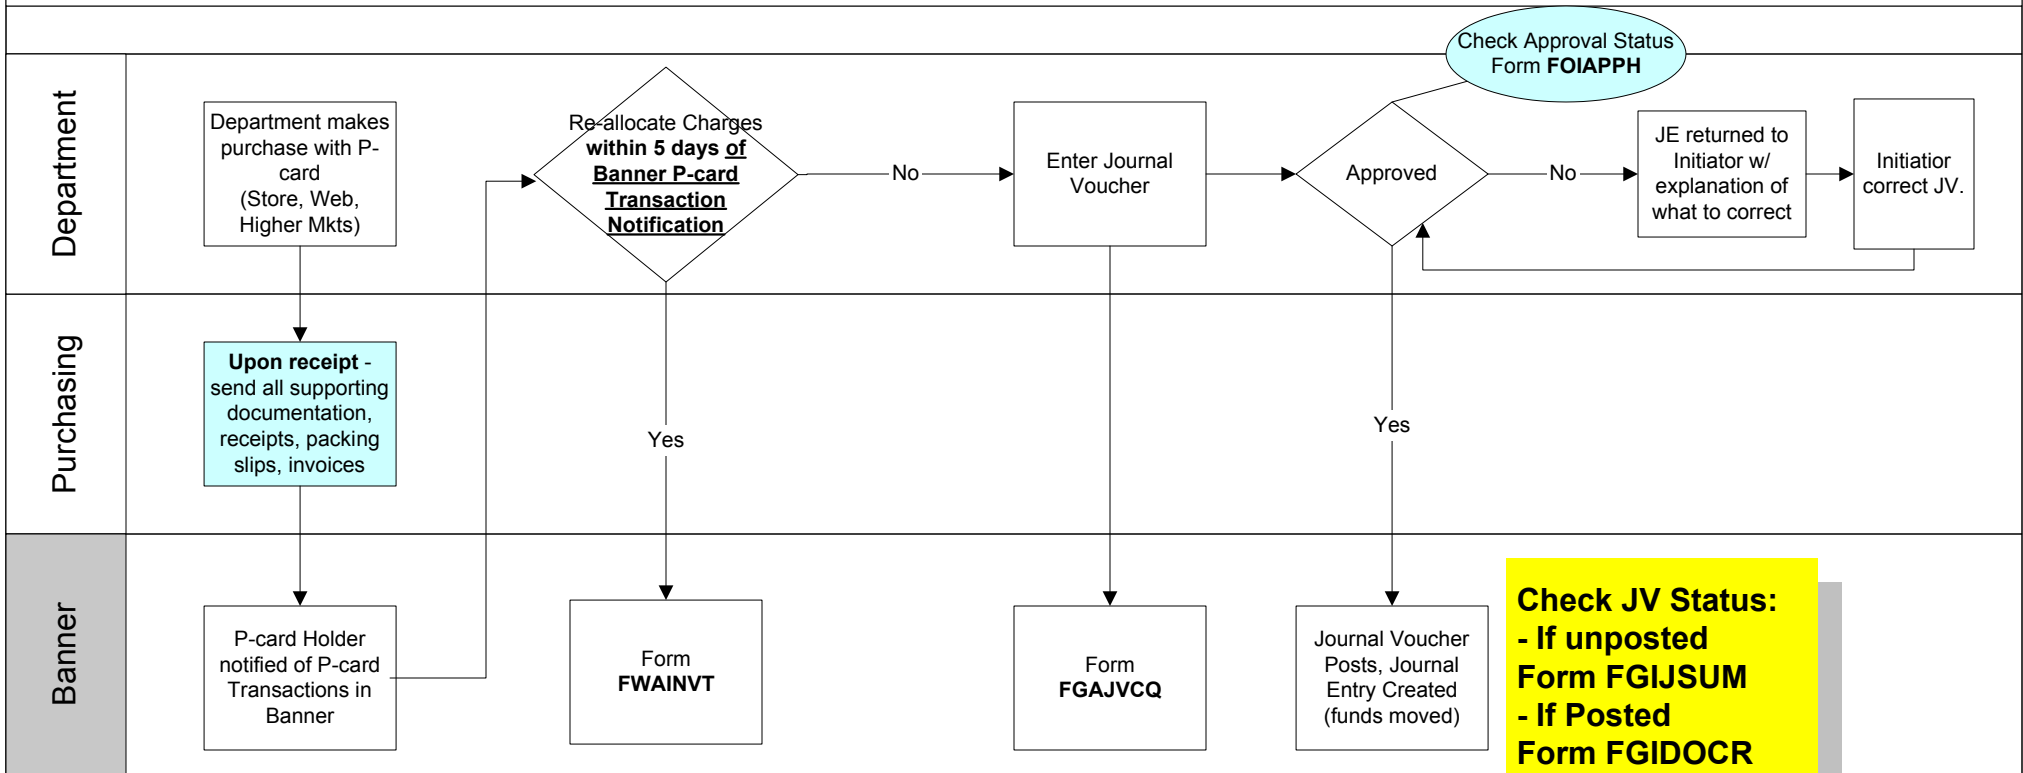 Check Approval Status
Form FOIAPPH
Department
Department makes
purchase with P-
card
(Store, Web,
Higher Mkts)
Re-allocate Charges
within 5 days of
Banner P-card
Transaction
Notification
No
Enter Journal
Voucher
Approved
No
JE returned to
Initiator w/
explanation of
what to correct
Initiatior
correct JV.
Purchasing
Upon receipt -
send all supporting
documentation,
receipts, packing
slips, invoices
Yes
Yes
Banner
P-card Holder
notified of P-card
Transactions in
Banner
Form
FWAINVT
Form
FGAJVCQ
Journal Voucher
Posts, Journal
Entry Created
(funds moved)
Check JV Status:
- If unposted
Form FGIJSUM
- If Posted
Form FGIDOCR